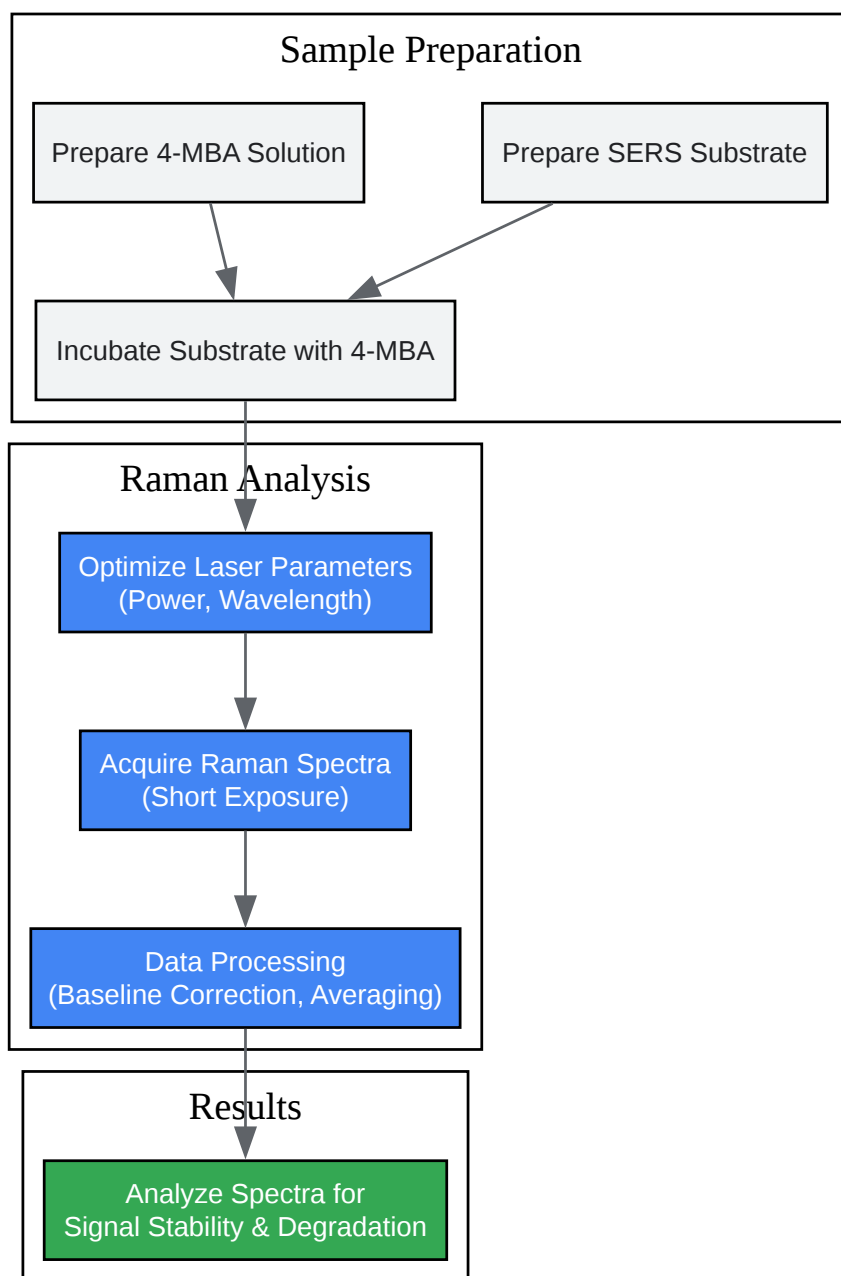 Sample Preparation
Prepare 4-MBA Solution
Prepare SERS Substrate
Incubate Substrate with 4-MBA
Raman Analysis
Optimize Laser Parameters
(Power, Wavelength)
Acquire Raman Spectra
(Short Exposure)
Data Processing
(Baseline Correction, Averaging)
Results
Analyze Spectra for
Signal Stability & Degradation